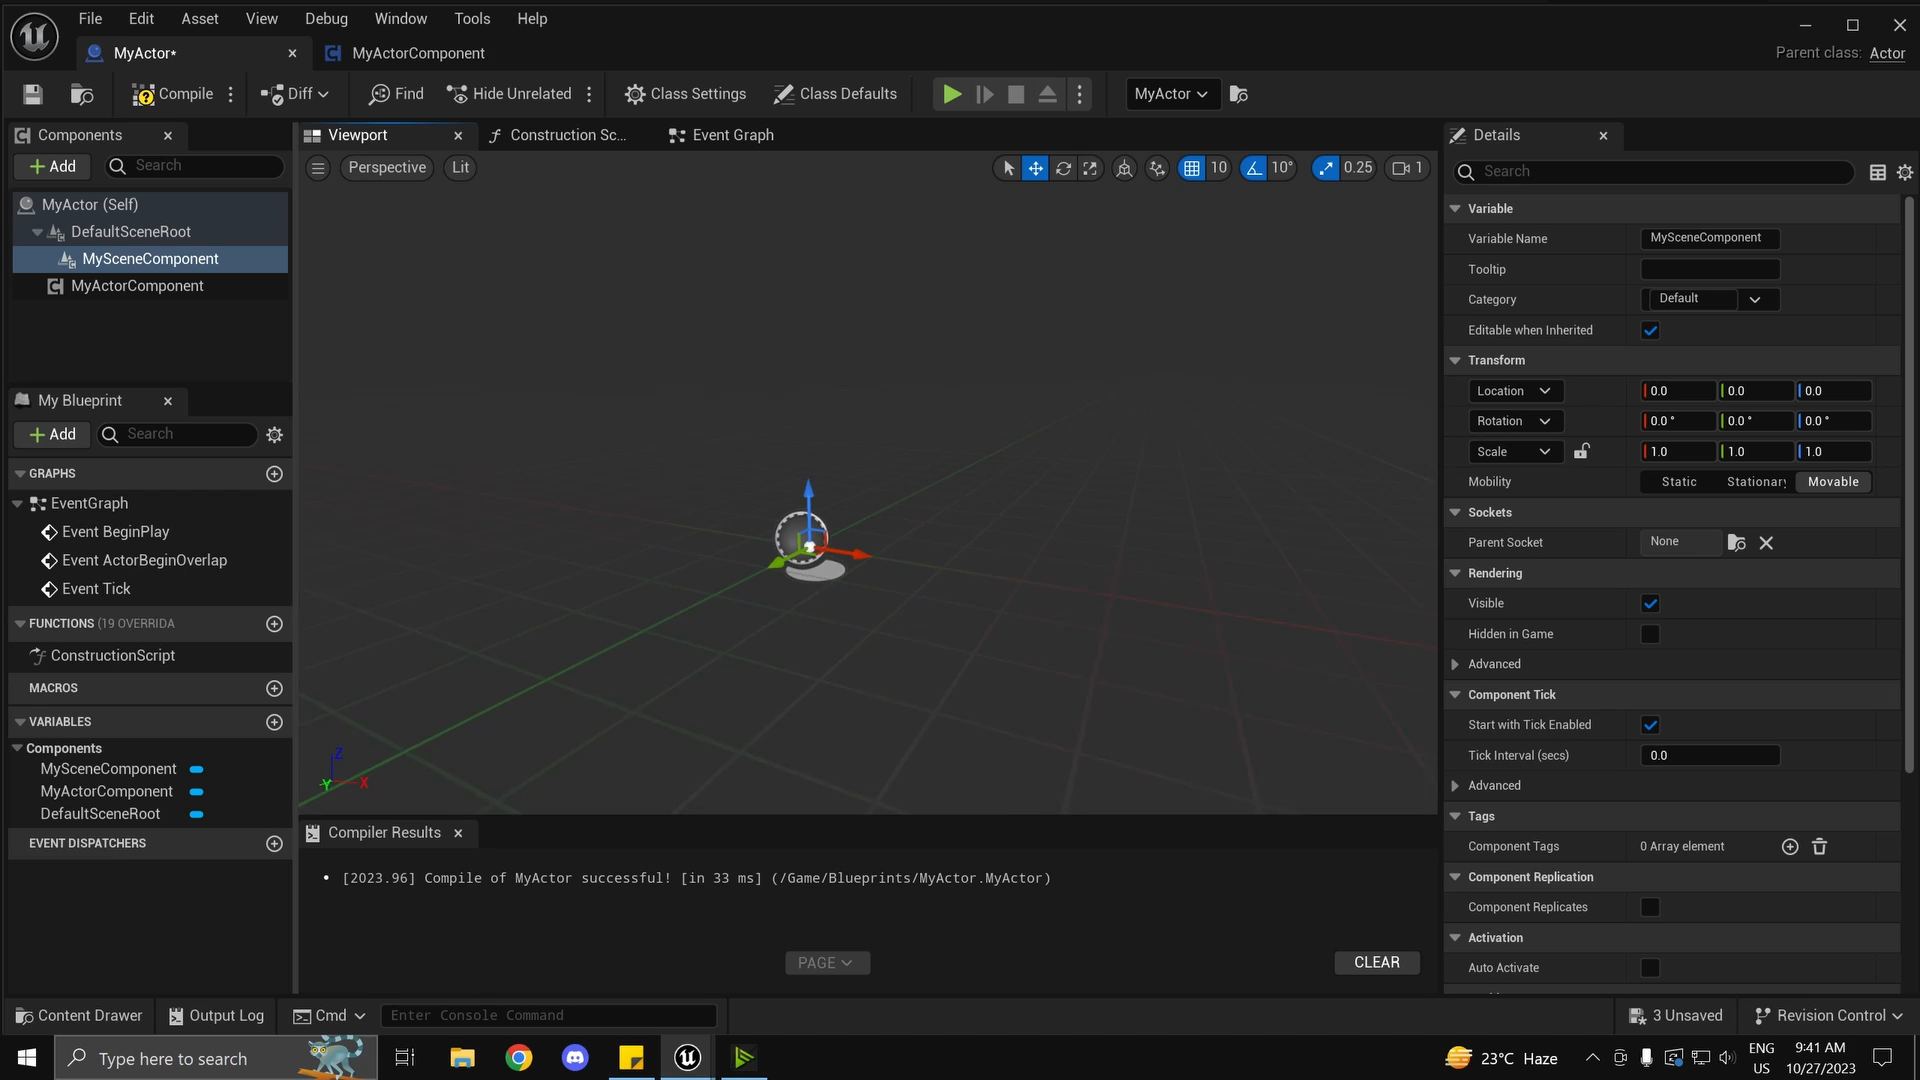 File Edit Asset View Debug Window Tools Help
MyActor* MyActorComponent
Parent class: Actor
Compile Diff Find Hide Unrelated Class Settings Class Defaults MyActor
Components
Add Search
MyActor (Self)
DefaultSceneRoot
MySceneComponent
MyActorComponent
My Blueprint
Add Search
GRAPHS
EventGraph
Event BeginPlay
Event ActorBeginOverlap
Event Tick
FUNCTIONS (19 OVERRIDA
ConstructionScript
MACROS
VARIABLES
Components
MySceneComponent
MyActorComponent
DefaultSceneRoot
EVENT DISPATCHERS
Viewport Construction Sc... Event Graph
Perspective Lit 10 10° 0.25 1
Z
Y X
Compiler Results
• [2023.96] Compile of MyActor successful! [in 33 ms] (/Game/Blueprints/MyActor.MyActor)
PAGE CLEAR
Details
Search
Variable
Variable Name MySceneComponent
Tooltip
Category Default
Editable when Inherited
Transform
Location 0.0 0.0 0.0
Rotation 0.0° 0.0° 0.0°
Scale 1.0 1.0 1.0
Mobility Static Stationary Movable
Sockets
Parent Socket None
Rendering
Visible
Hidden in Game
Advanced
Component Tick
Start with Tick Enabled
Tick Interval (secs) 0.0
Advanced
Tags
Component Tags 0 Array element
Component Replication
Component Replicates
Activation
Auto Activate
Content Drawer Output Log Cmd Enter Console Command 3 Unsaved Revision Control
Type here to search 23°C Haze ENG US 9:41 AM 10/27/2023